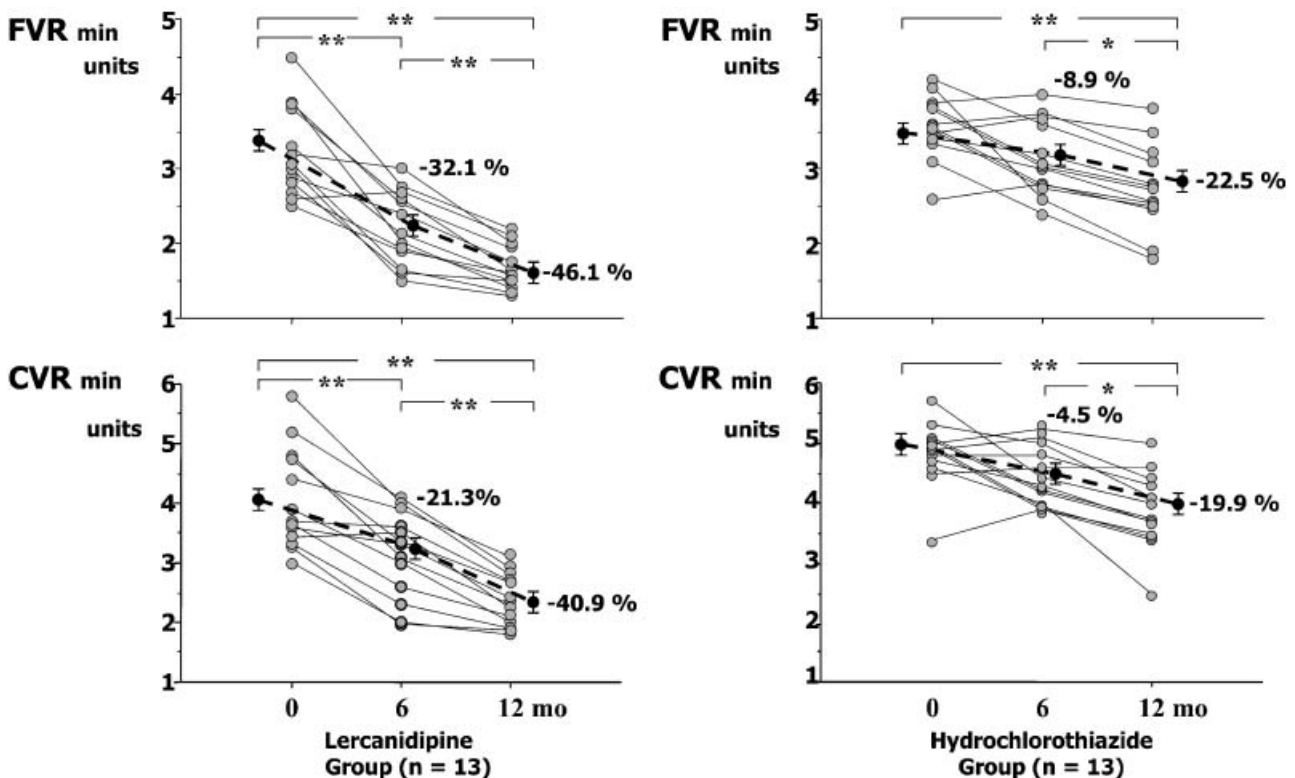 FVR min
units
5
4
3
2
1
**
**
**
-32.1 %
-46.1 %
FVR min
units
5
4
3
2
1
**
*
-8.9 %
-22.5 %
CVR min
units
6
5
4
3
2
1
**
**
**
-21.3%
-40.9 %
0 6 12 mo
Lercanidipine
Group (n = 13)
CVR min
units
6
5
4
3
2
1
**
*
-4.5 %
-19.9 %
0 6 12 mo
Hydrochlorothiazide
Group (n = 13)